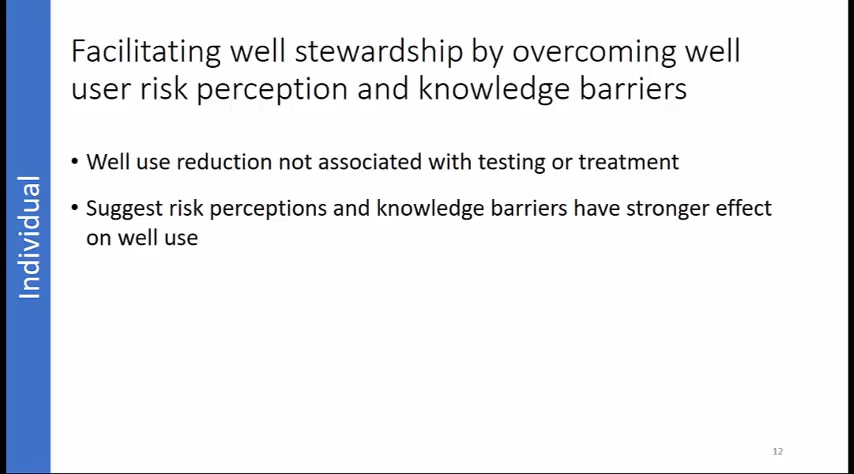 Facilitating well stewardship by overcoming well
user risk perception and knowledge barriers
• Well use reduction not associated with testing or treatment
• Suggest risk perceptions and knowledge barriers have stronger effect
on well use
Individual
12